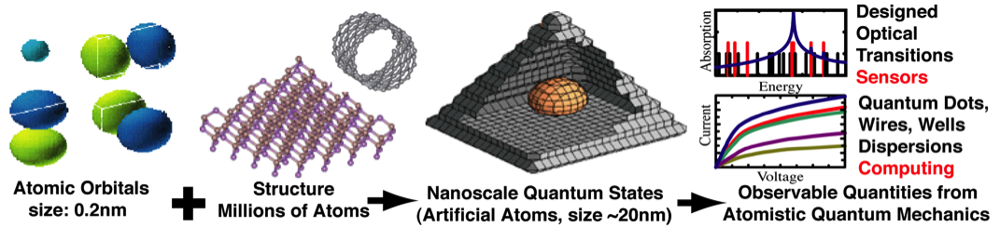 Atomic Orbitals
size: 0.2nm
Structure
Millions of Atoms
Nanoscale Quantum States
(Artificial Atoms, size ~20nm)
Absorption
Energy
Designed
Optical
Transitions
Sensors
Current
Voltage
Quantum Dots,
Wires, Wells
Dispersions
Computing
Observable Quantities from
Atomistic Quantum Mechanics